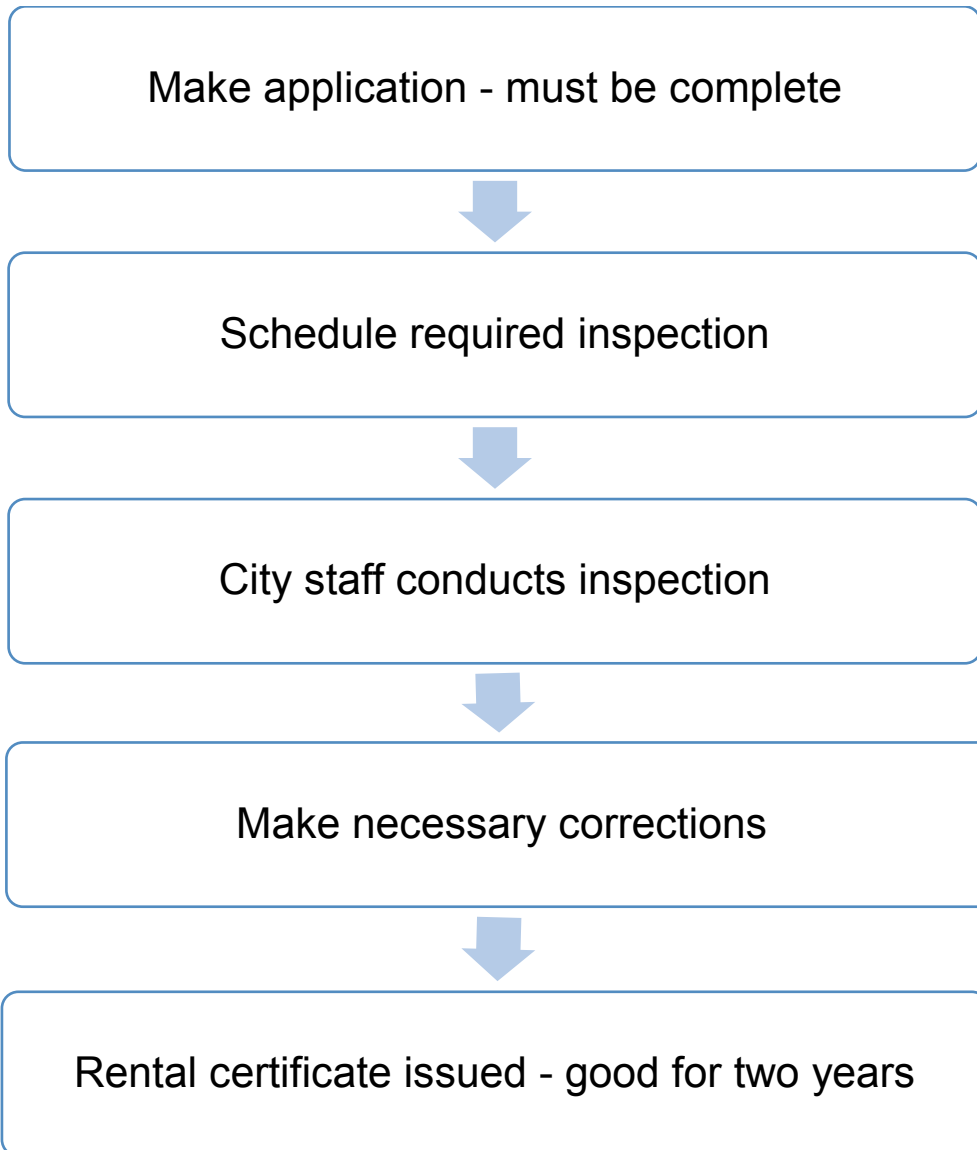 Make application - must be complete
Schedule required inspection
City staff conducts inspection
Make necessary corrections
Rental certificate issued - good for two years